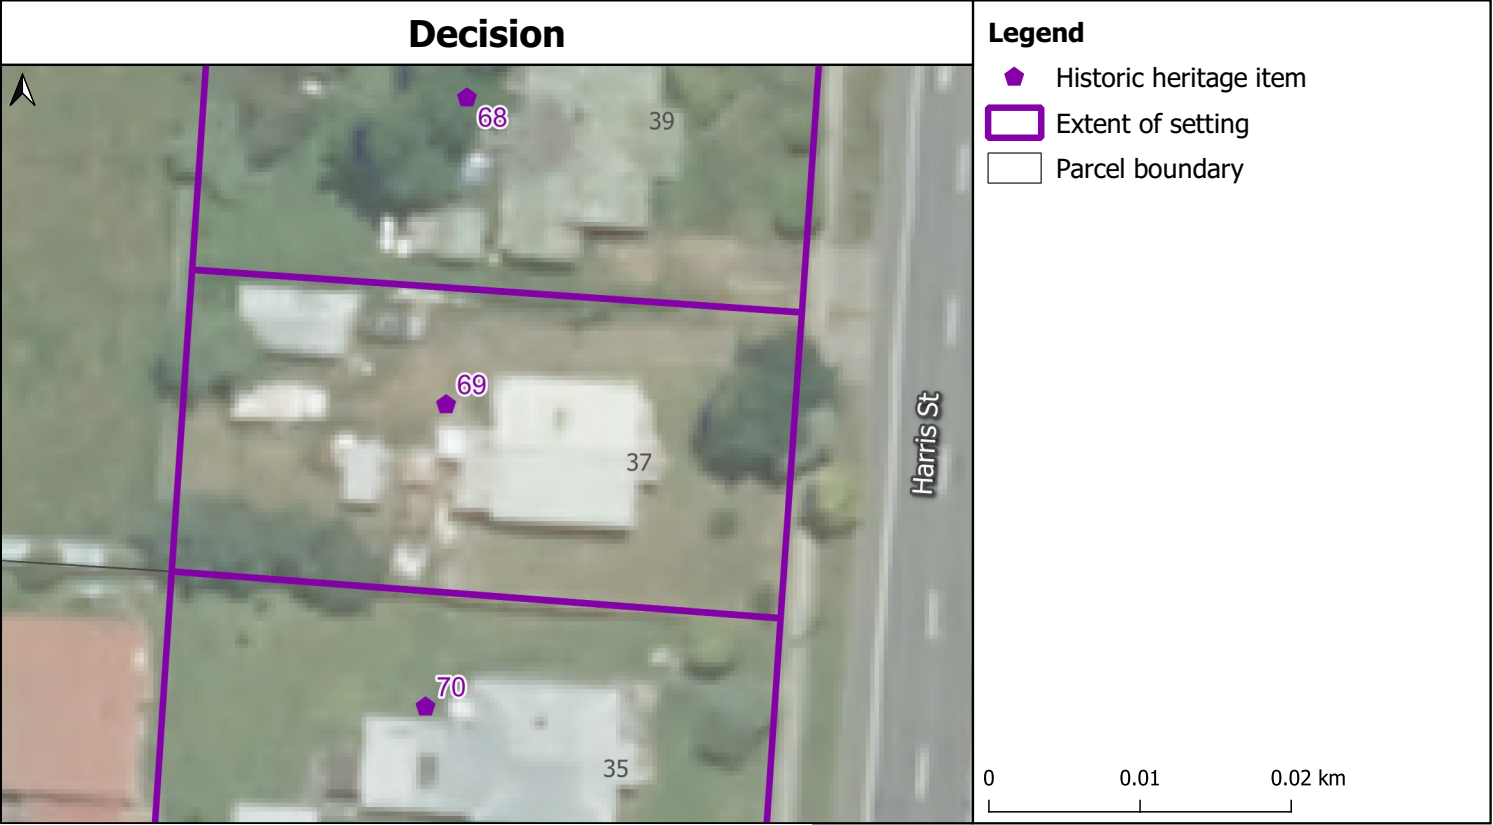 Decision
68
39
69
37
Harris St
70
35
Legend
Historic heritage item
Extent of setting
Parcel boundary
0 0.01 0.02 km